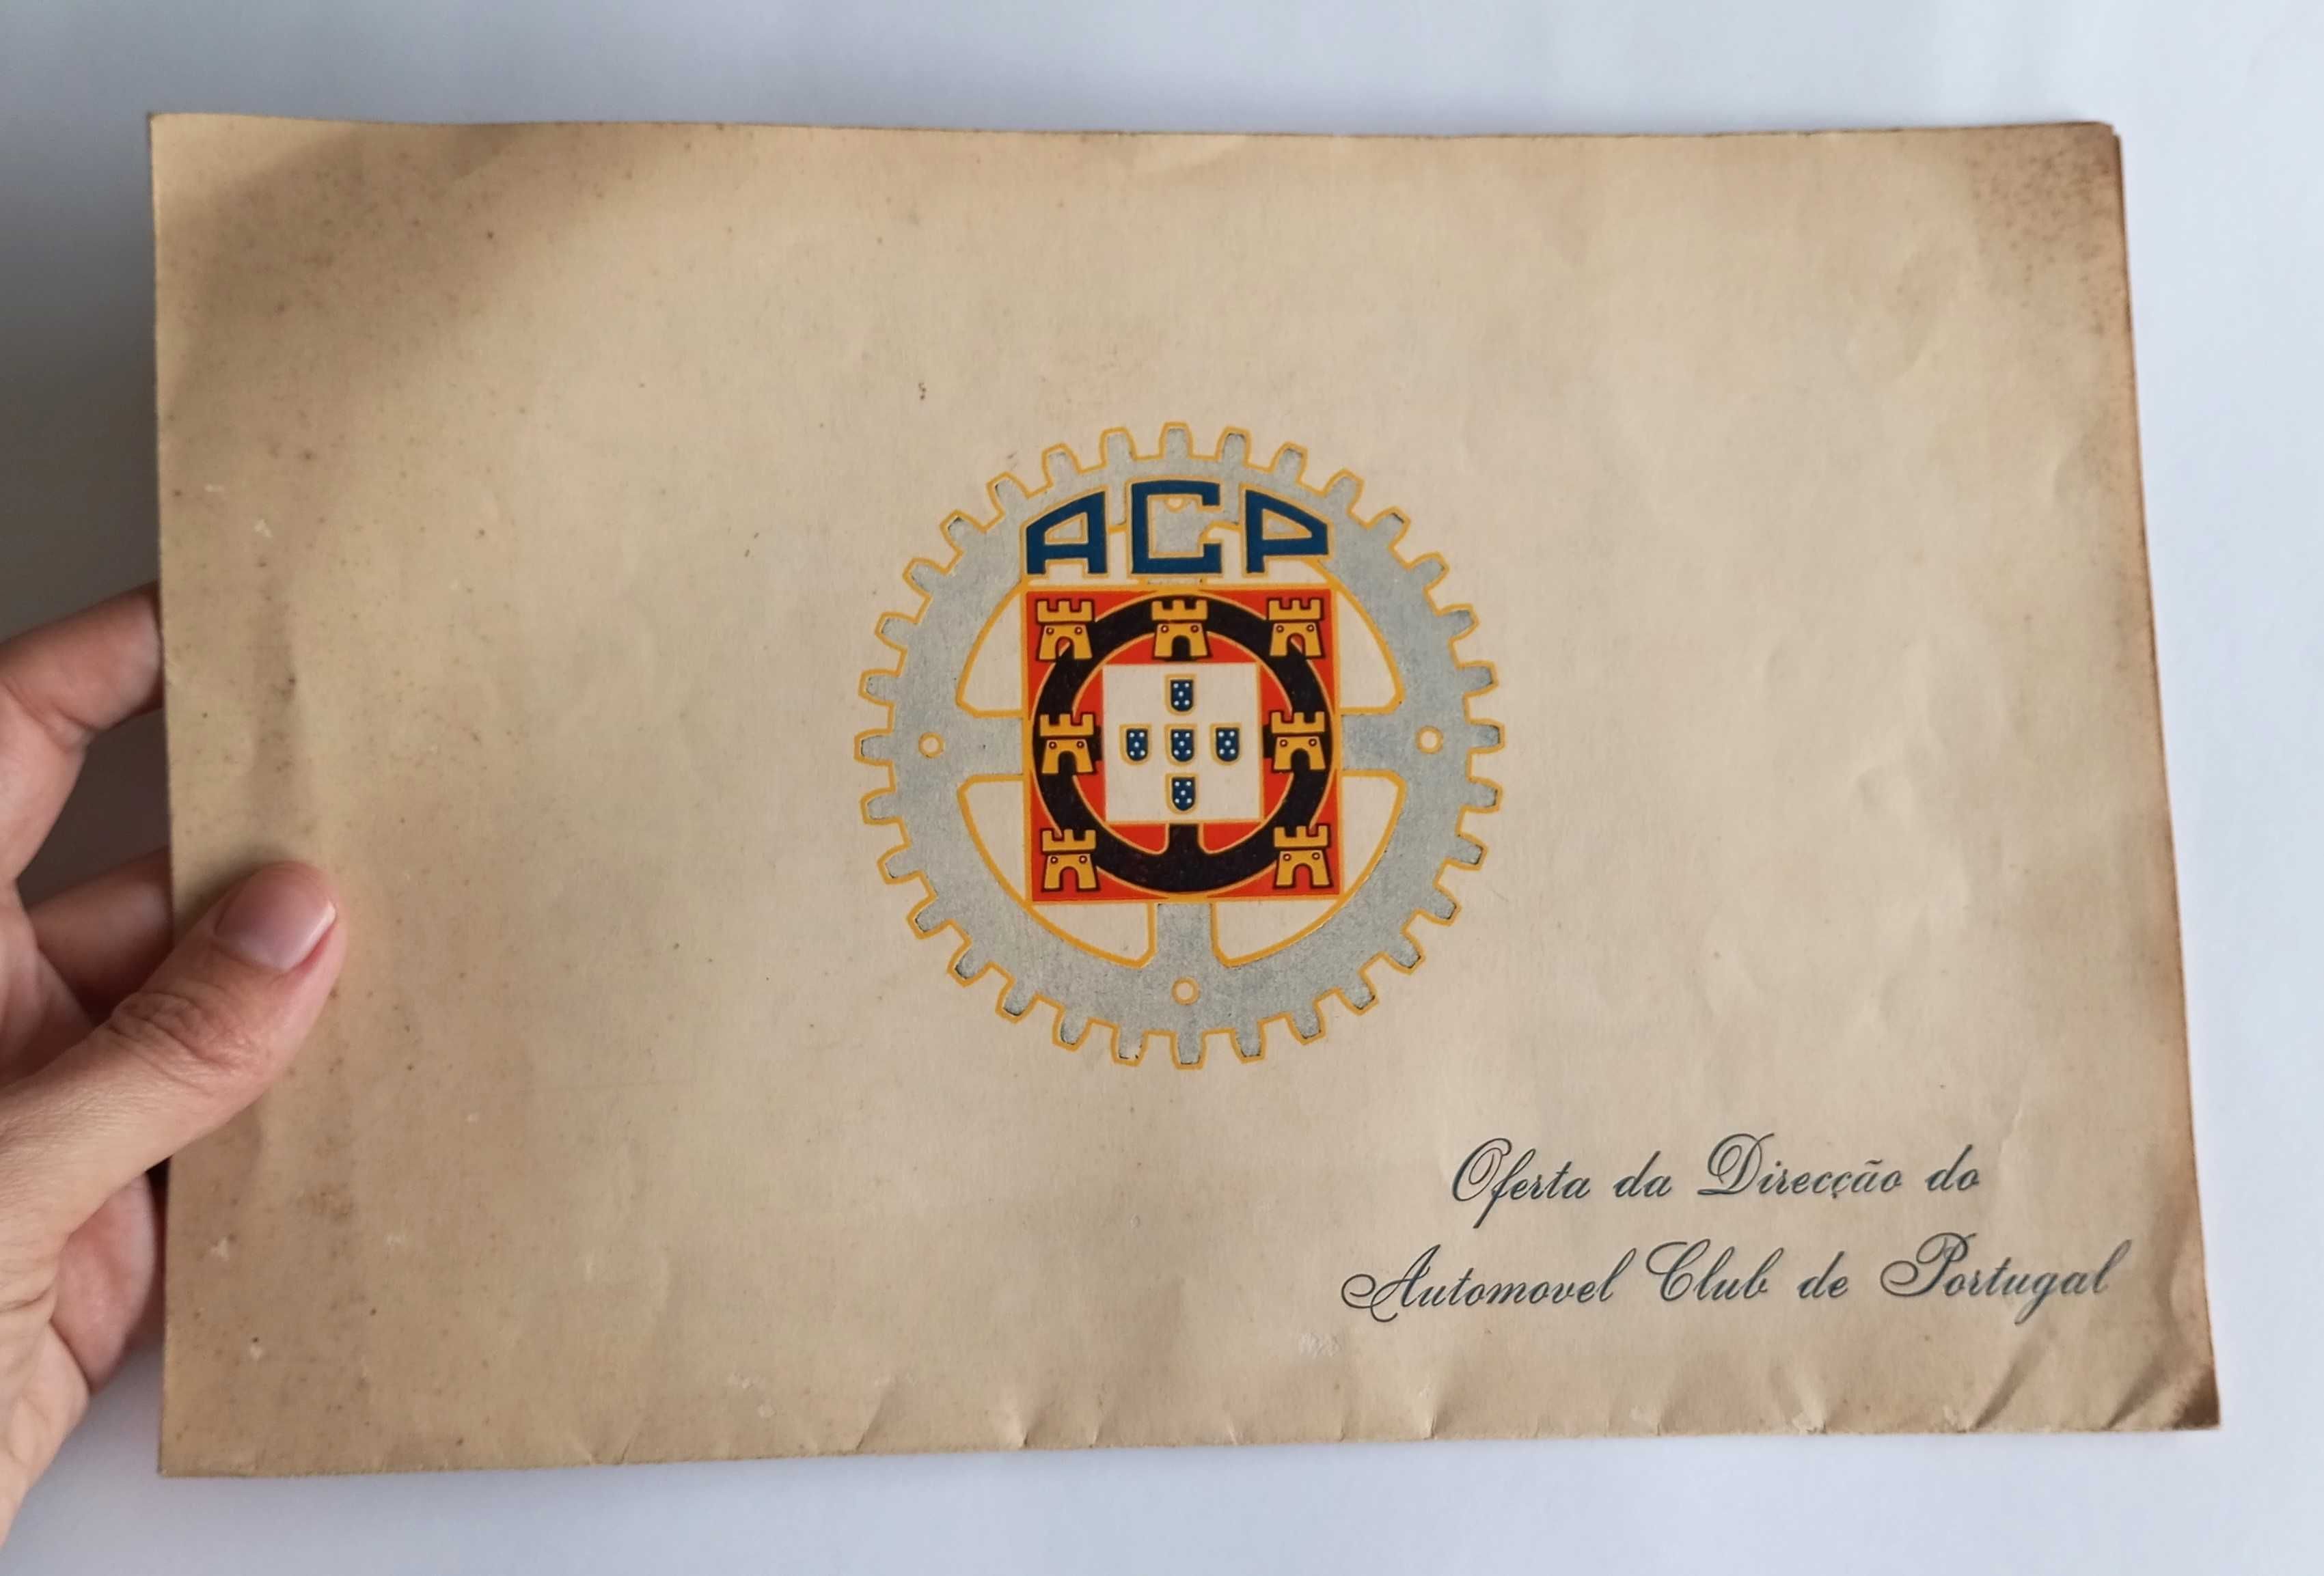 ACP
Oferta da Direcção do
Automovel Club de Portugal